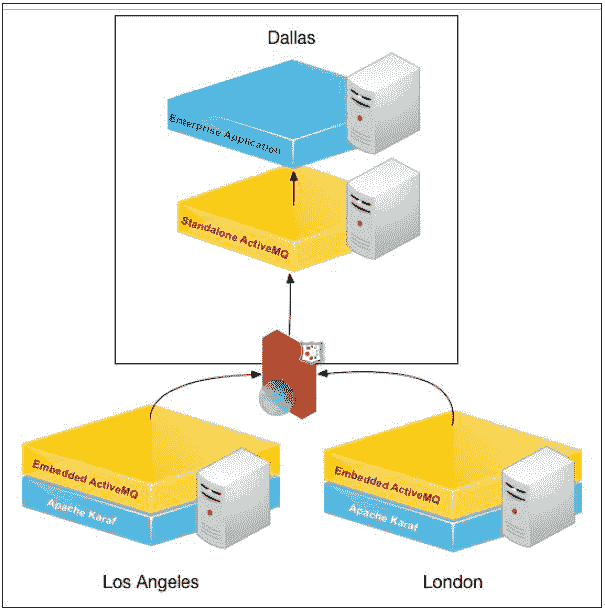 Dallas
Enterprise Application
Standalone ActiveMQ
Embedded ActiveMQ
Apache Karaf
Los Angeles
Embedded ActiveMQ
Apache Karaf
London